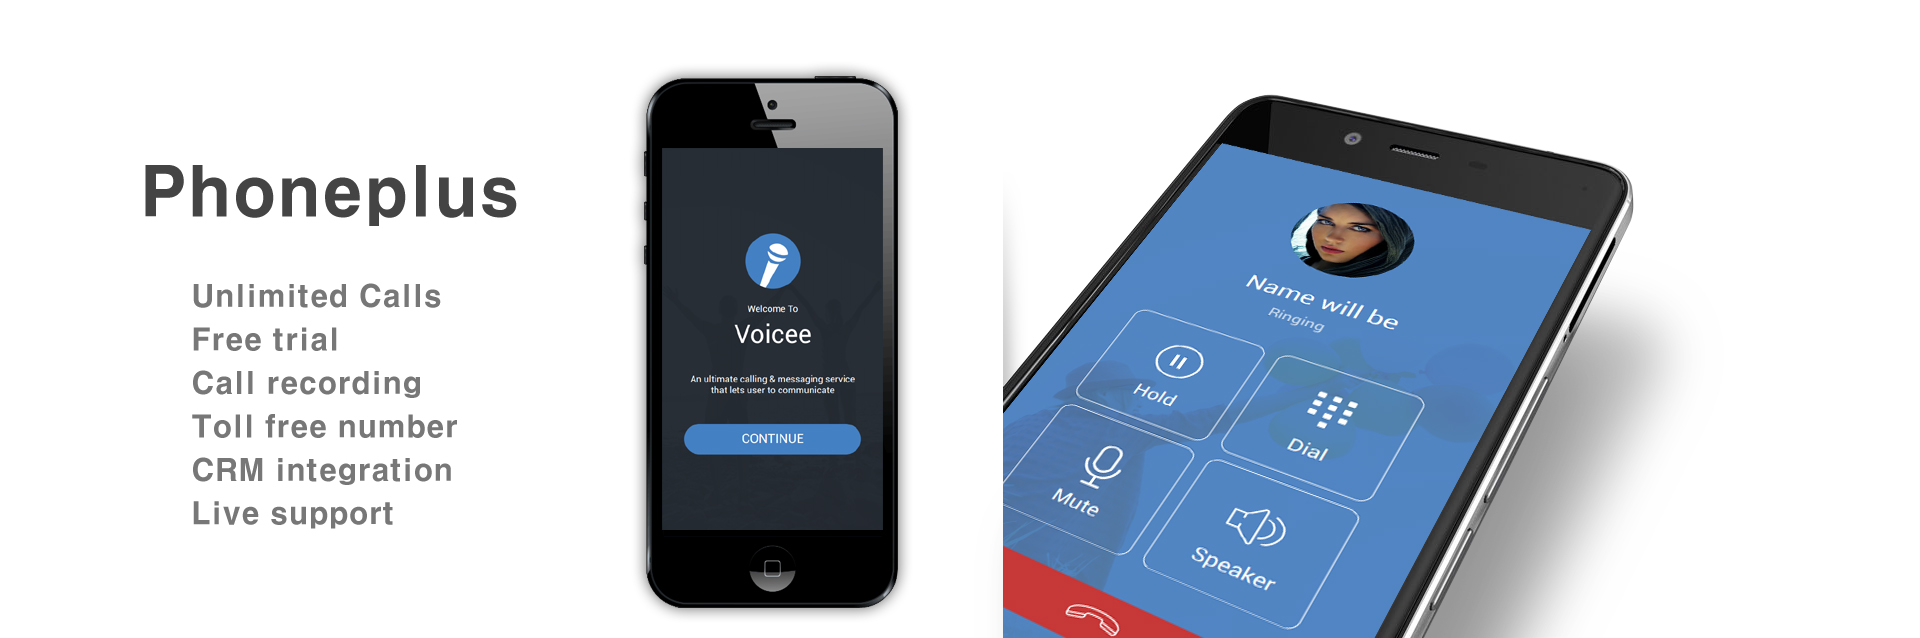 Phoneplus
Unlimited Calls
Free trial
Call recording
Toll free number
CRM integration
Live support
Welcome To
Voicee
An ultimate calling & messaging service
that lets user to communicate
CONTINUE
Name will be
Ringing
Hold
Dial
Mute
Speaker